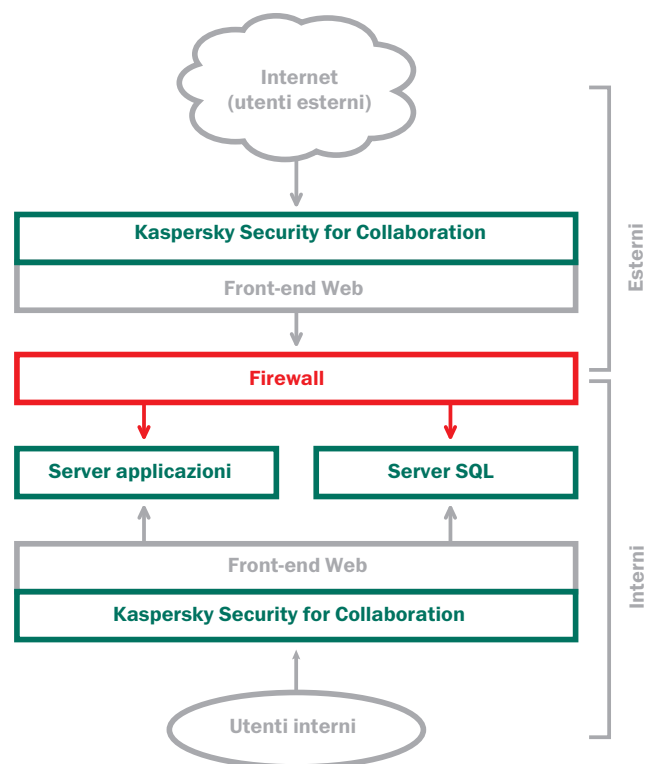 Internet
(utenti esterni)
Kaspersky Security for Collaboration
Front-end Web
Esterni
Firewall
Server applicazioni
Server SQL
Front-end Web
Kaspersky Security for Collaboration
Interni
Utenti interni